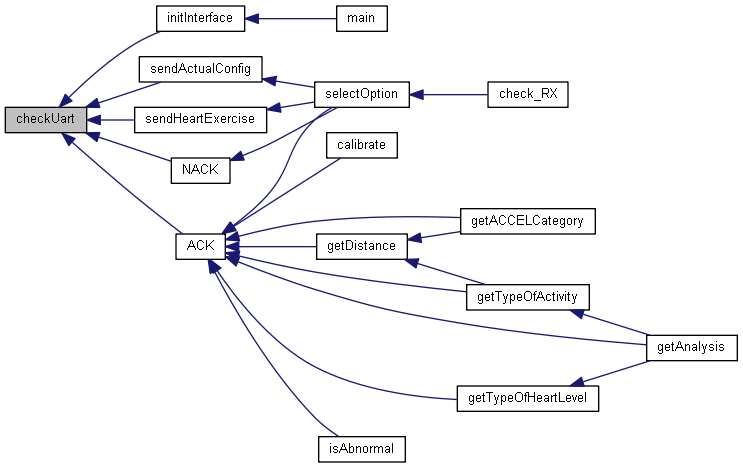 initInterface
main
sendActualConfig
selectOption
check_RX
checkUart
sendHeartExercise
calibrate
NACK
getACCELCategory
ACK
getDistance
getTypeOfActivity
getAnalysis
getTypeOfHeartLevel
isAbnormal